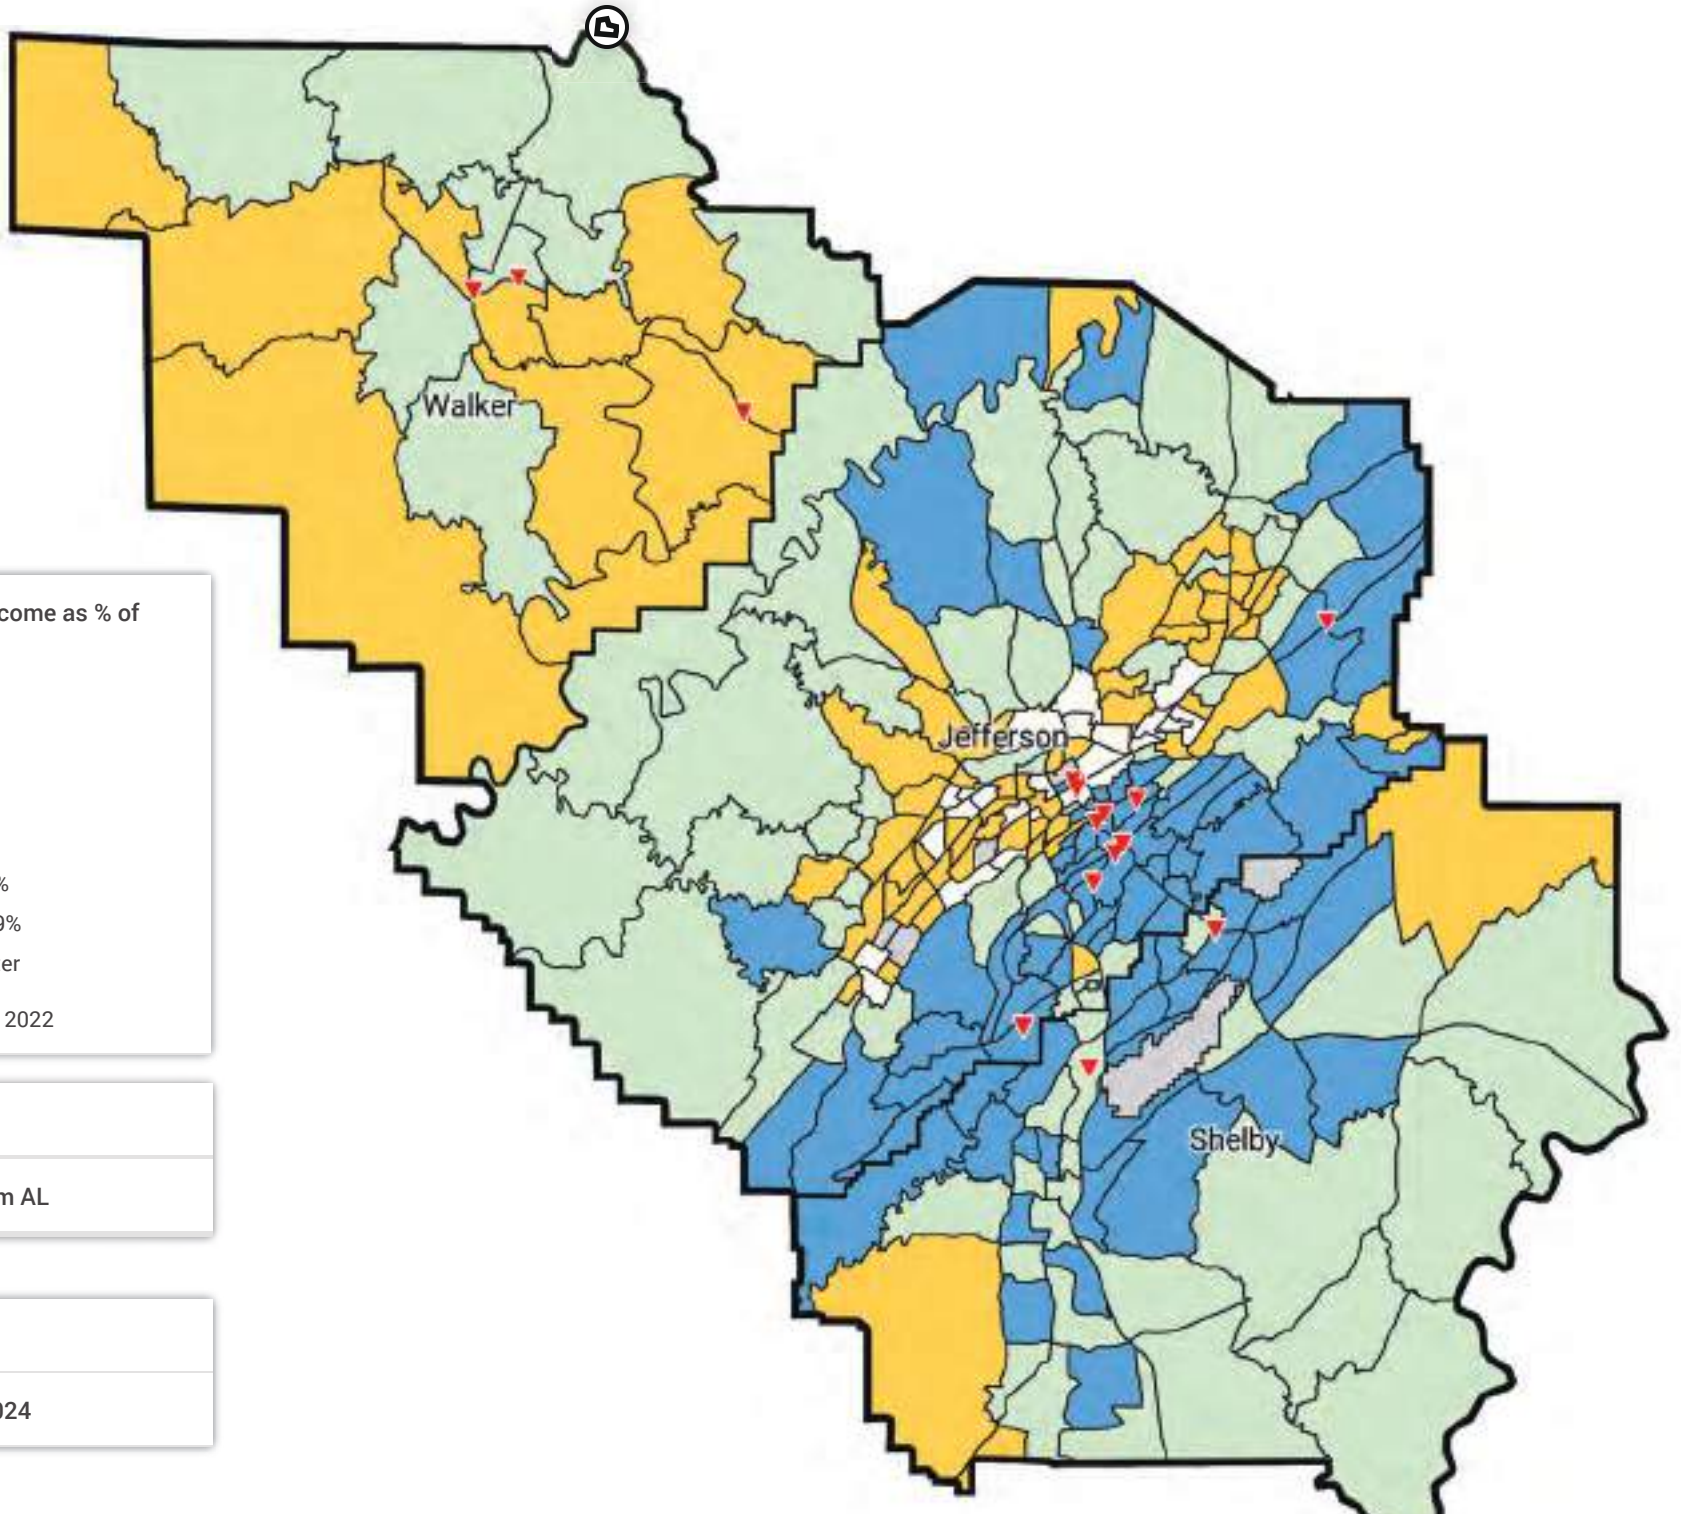 Walker
come as % of
Jefferson
%
9%
er
2022
Shelby
m AL
024